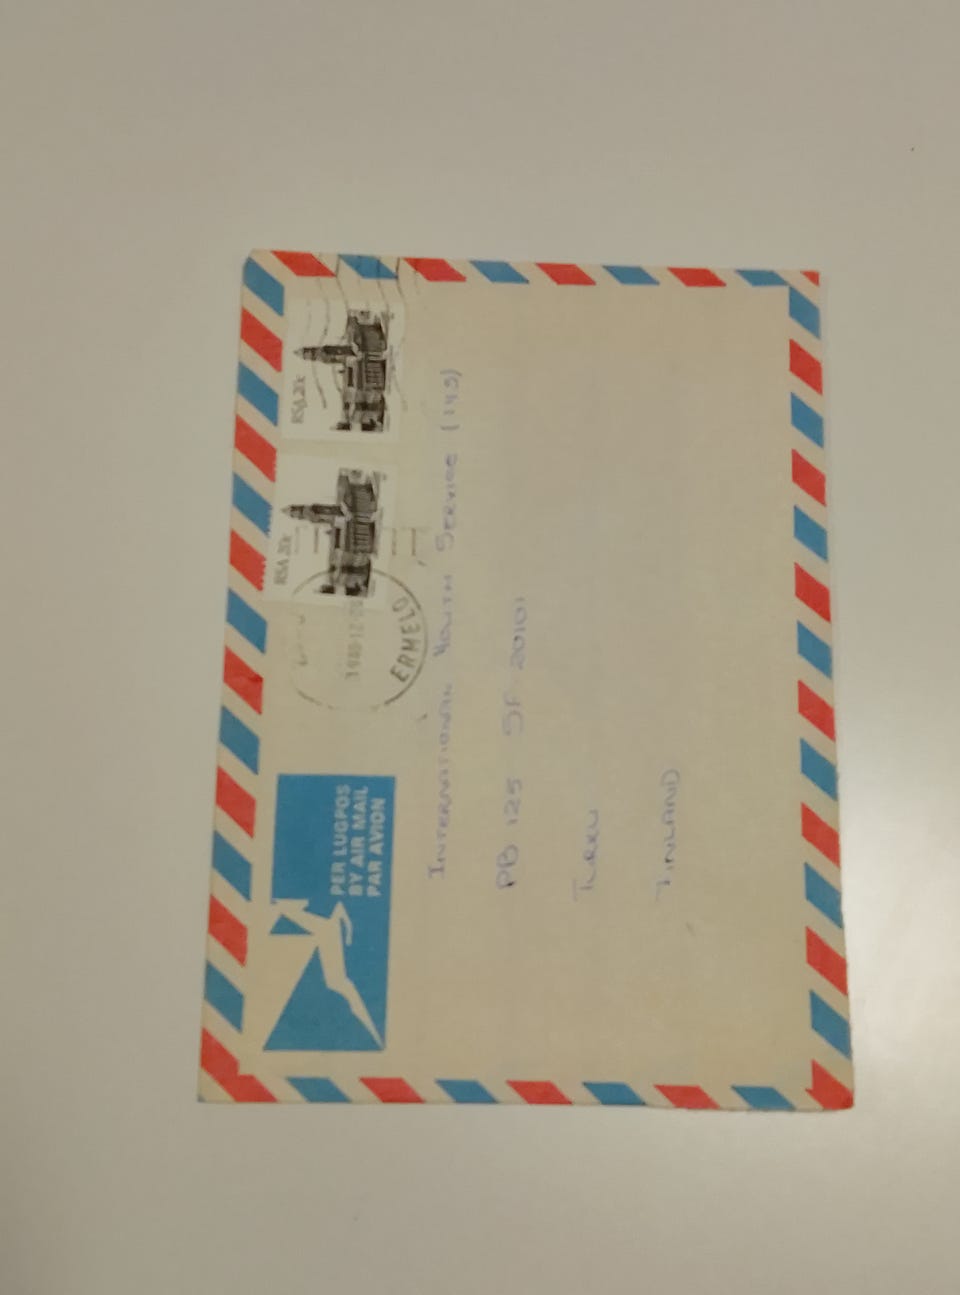 PER LUGPOS
BY AIR MAIL
PAR AVION
RSA 20c
RSA 20c
ERMELO
INTERNATIONAL YOUTH SERVICE (IYS)
PB 125 SF-20101
TURKU
FINLAND